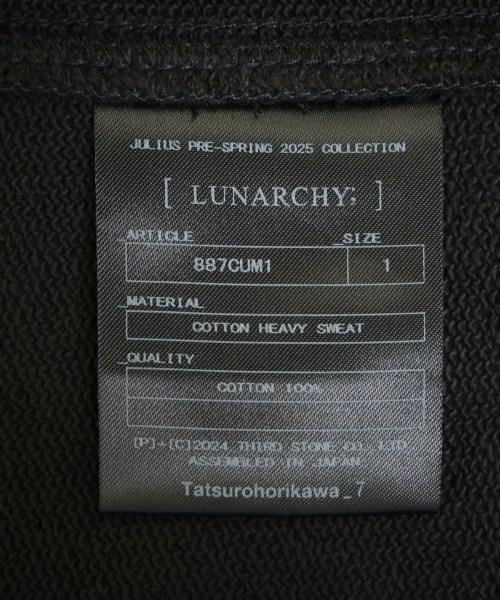 JULIUS PRE-SPRING 2025 COLLECTION
[ LUNARCHY; ]
_ARTICLE _SIZE
887CUM1 1
_MATERIAL
COTTON HEAVY SWEAT
_QUALITY
COTTON 100%
[P]+[C]2024 THIRD STONE CO., LTD.
ASSEMBLED IN JAPAN
Tatsurohorikawa_7